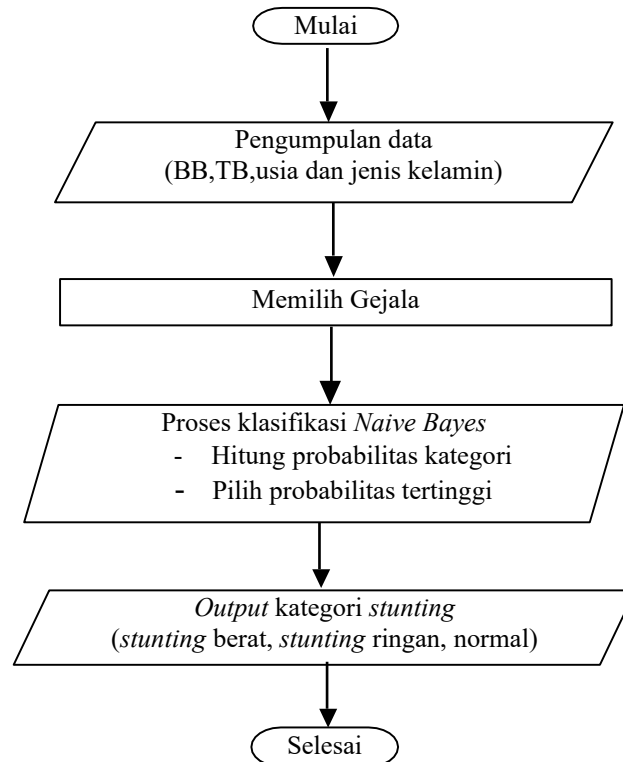 Mulai
Pengumpulan data
(BB,TB,usia dan jenis kelamin)
Memilih Gejala
Proses klasifikasi Naive Bayes
- Hitung probabilitas kategori
- Pilih probabilitas tertinggi
Output kategori stunting
(stunting berat, stunting ringan, normal)
Selesai